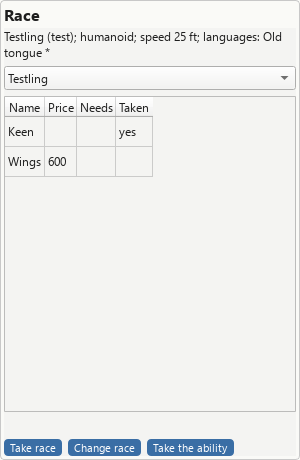 Race
Testling (test); humanoid; speed 25 ft; languages: Old
tongue *
Testling
Name Price Needs Taken
Keen yes
Wings 600
Take race Change race Take the ability